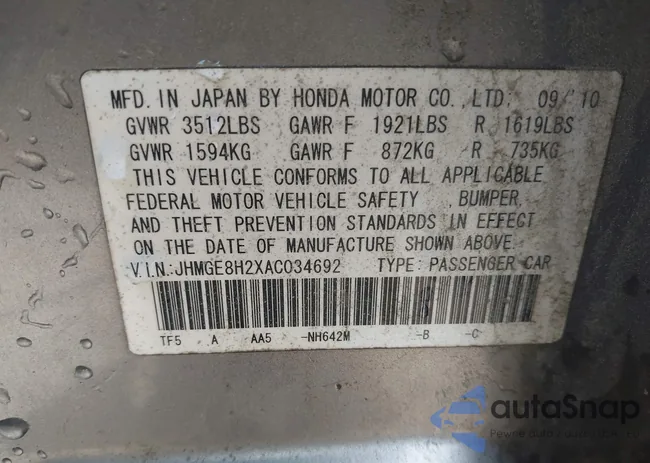 MFD. IN JAPAN BY HONDA MOTOR CO., LTD. 09/'10
GVWR 3512LBS GAWR F 1921LBS R 1619LBS
GVWR 1594KG GAWR F 872KG R 735KG
THIS VEHICLE CONFORMS TO ALL APPLICABLE
FEDERAL MOTOR VEHICLE SAFETY , BUMPER,
AND THEFT PREVENTION STANDARDS IN EFFECT
ON THE DATE OF MANUFACTURE SHOWN ABOVE.
V.I.N.:JHMGE8H2XAC034692 TYPE: PASSENGER CAR
TF5 A AA5 -NH642M -B -C
autoSnap
Pewne auto z